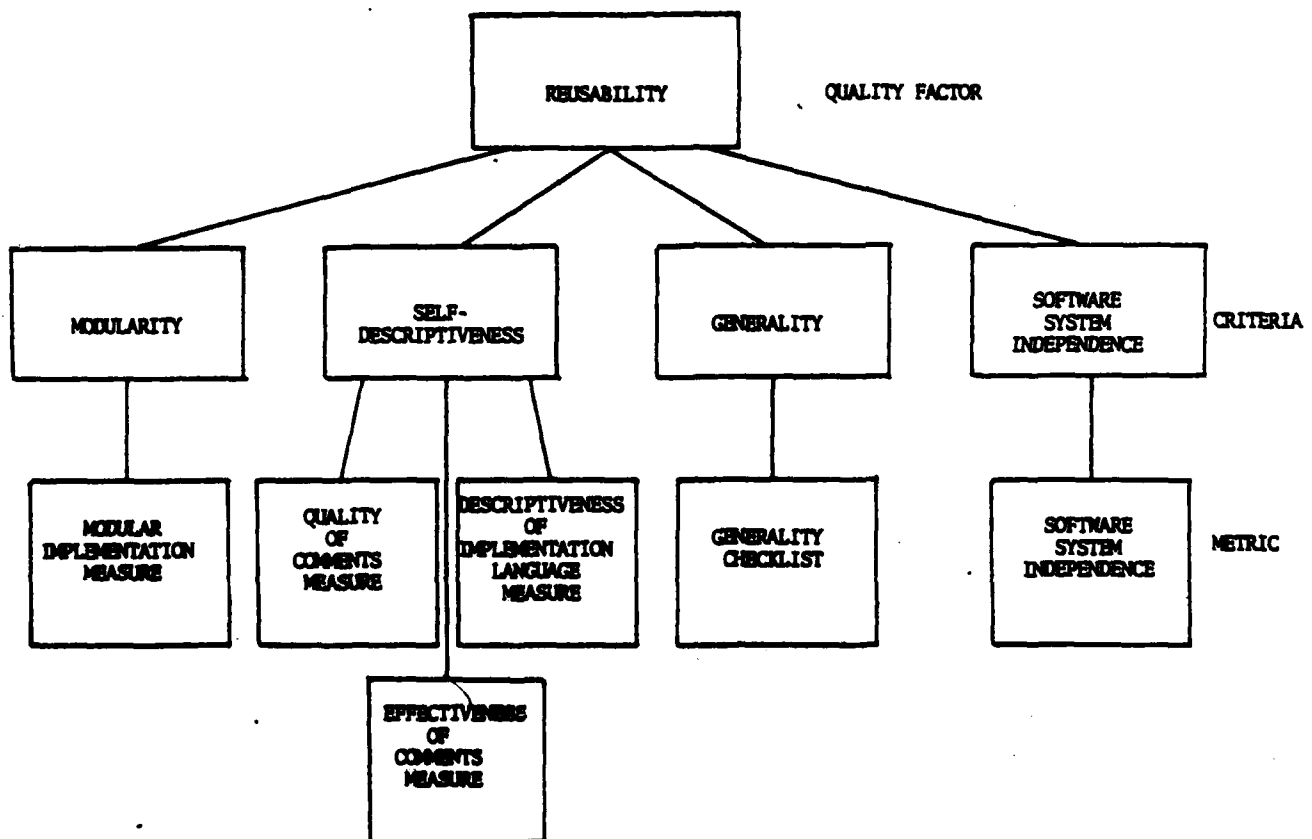 REUSABILITY
QUALITY FACTOR
MODULARITY
SELF-
DESCRIPTIVENESS
GENERALITY
SOFTWARE
SYSTEM
INDEPENDENCE
CRITERIA
MODULAR
IMPLEMENTATION
MEASURE
QUALITY
OF
COMMENTS
MEASURE
DESCRIPTIVENESS
OF
IMPLEMENTATION
LANGUAGE
MEASURE
GENERALITY
CHECKLIST
SOFTWARE
SYSTEM
INDEPENDENCE
METRIC
EFFECTIVENESS
OF
COMMENTS
MEASURE